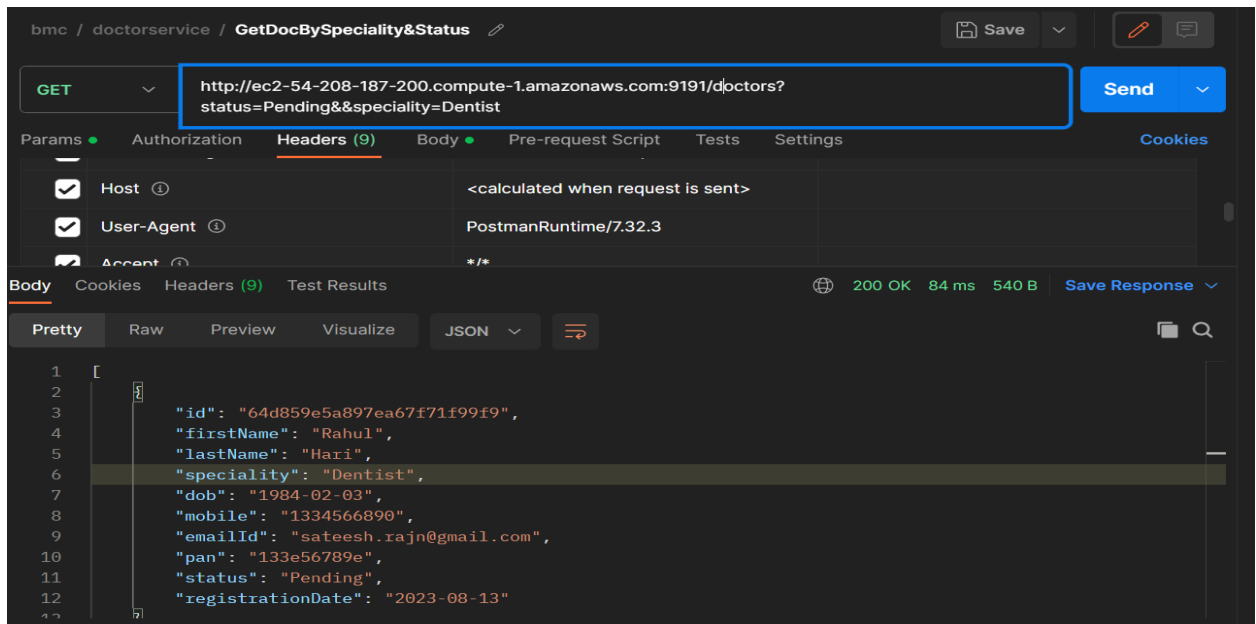 bmc / doctorservice / GetDocBySpeciality&Status
Save
GET
http://ec2-54-208-187-200.compute-1.amazonaws.com:9191/doctors?
status=Pending&&speciality=Dentist
Send
Params Authorization Headers (9) Body Pre-request Script Tests Settings Cookies
Host <calculated when request is sent>
User-Agent PostmanRuntime/7.32.3
Accept */*
Body Cookies Headers (9) Test Results 200 OK 84 ms 540 B Save Response
Pretty Raw Preview Visualize JSON
1 [
2 {
3 "id": "64d859e5a897ea67f71f99f9",
4 "firstName": "Rahul",
5 "lastName": "Hari",
6 "speciality": "Dentist",
7 "dob": "1984-02-03",
8 "mobile": "1334566890",
9 "emailId": "sateesh.rajn@gmail.com",
10 "pan": "133e56789e",
11 "status": "Pending",
12 "registrationDate": "2023-08-13"
13 }